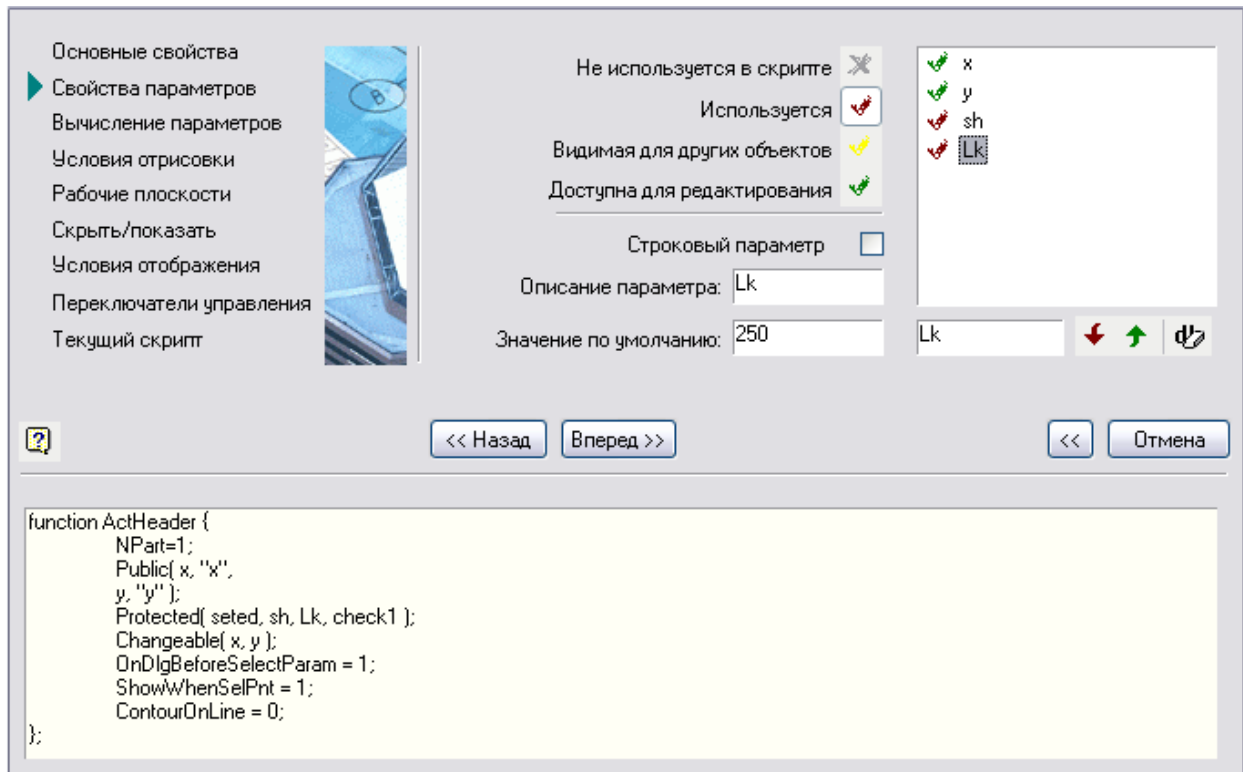 Основные свойства
Свойства параметров
Вычисление параметров
Условия отрисовки
Рабочие плоскости
Скрыть/показать
Условия отображения
Переключатели управления
Текущий скрипт
B
Не используется в скрипте
Используется
Видимая для других объектов
Доступна для редактирования
Строковый параметр
Описание параметра: Lk
Значение по умолчанию: 250
x
y
sh
Lk
Lk
<< Назад
Вперед >>
<<
Отмена
function ActHeader {
NPart=1;
Public( x, "x",
y, "y" );
Protected( seted, sh, Lk, check1 );
Changeable( x, y );
OnDlgBeforeSelectParam = 1;
ShowWhenSelPnt = 1;
ContourOnLine = 0;
};